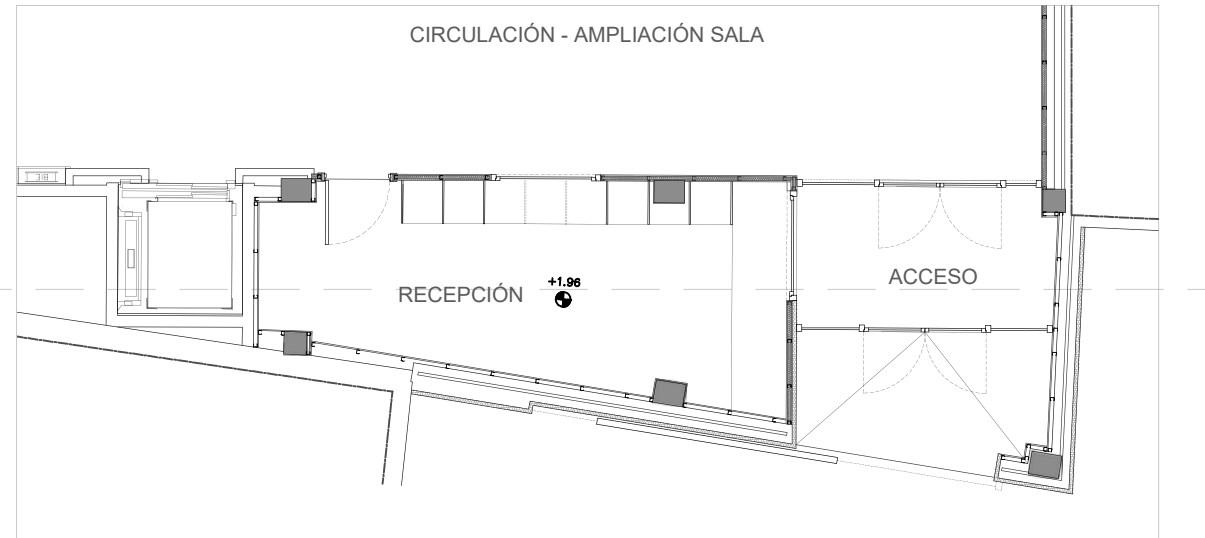 CIRCULACIÓN - AMPLIACIÓN SALA
+1.96
RECEPCIÓN
ACCESO